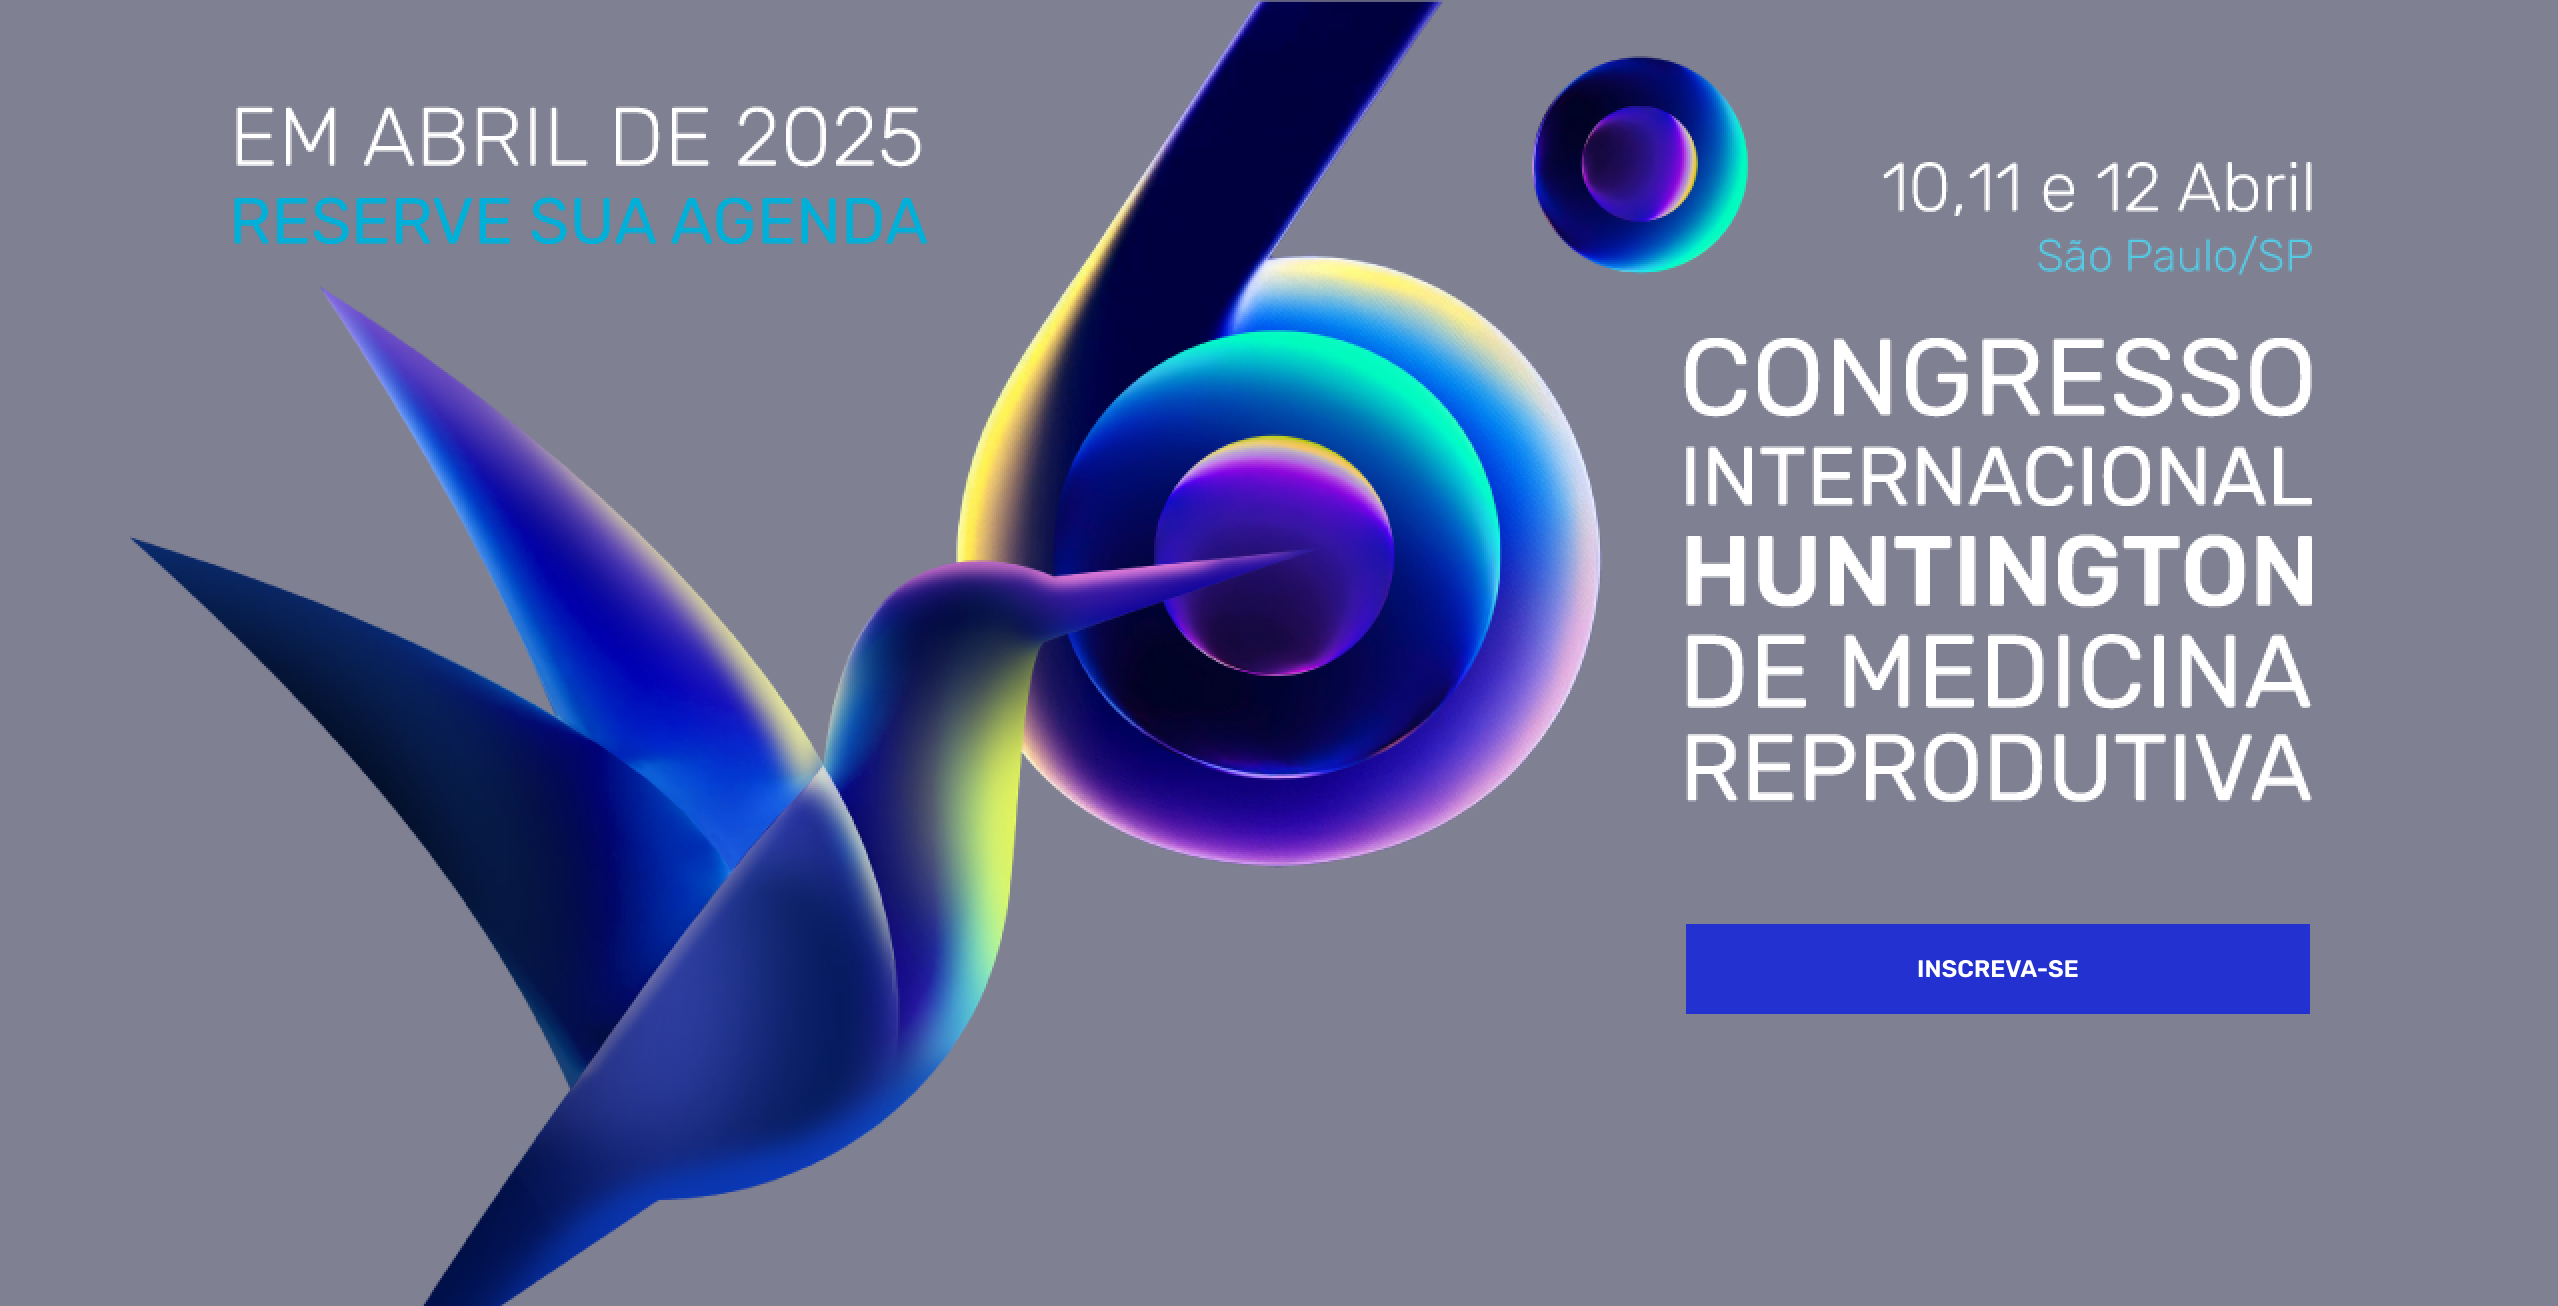 EM ABRIL DE 2025
RESERVE SUA AGENDA
6º
10,11 e 12 Abril
São Paulo/SP
CONGRESSO
INTERNACIONAL
HUNTINGTON
DE MEDICINA
REPRODUTIVA
INSCREVA-SE